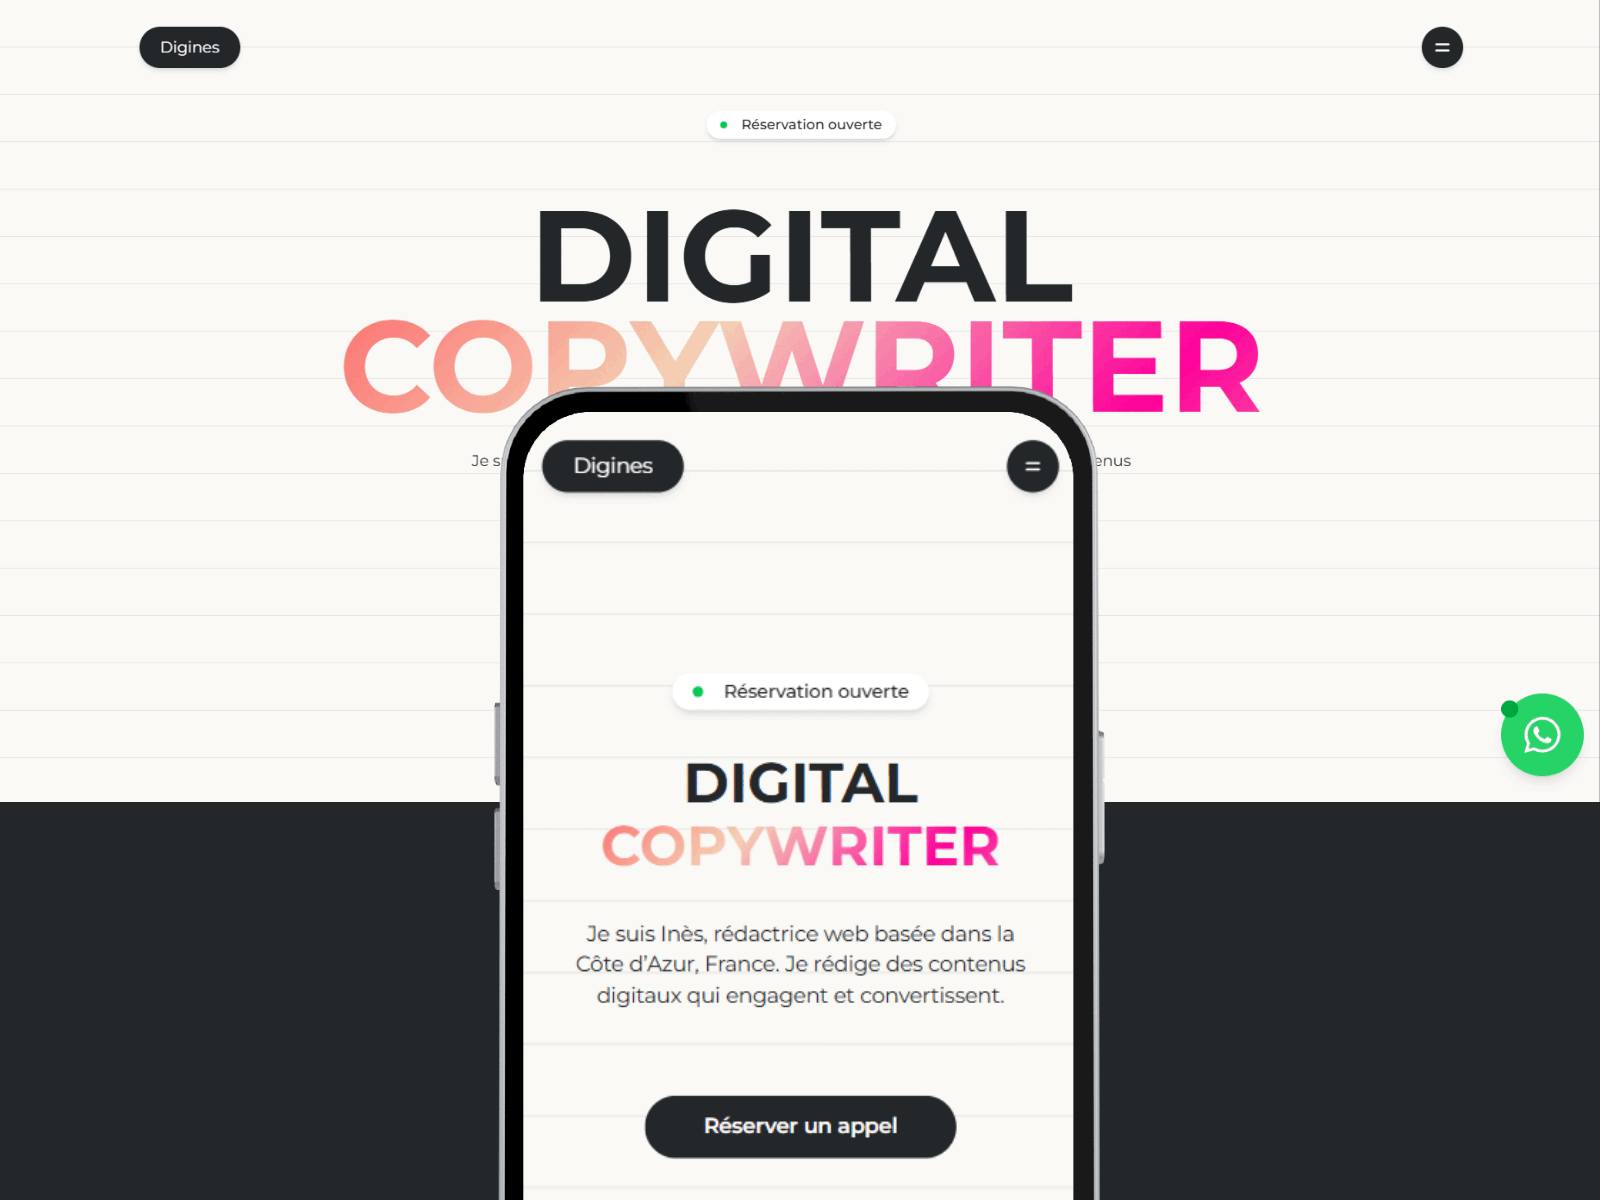 Digines
Réservation ouverte
DIGITAL
COPYWRITER
Je
Digines
Réservation ouverte
DIGITAL
COPYWRITER
Je suis Inès, rédactrice web basée dans la
Côte d’Azur, France. Je rédige des contenus
digitaux qui engagent et convertissent.
Réserver un appel